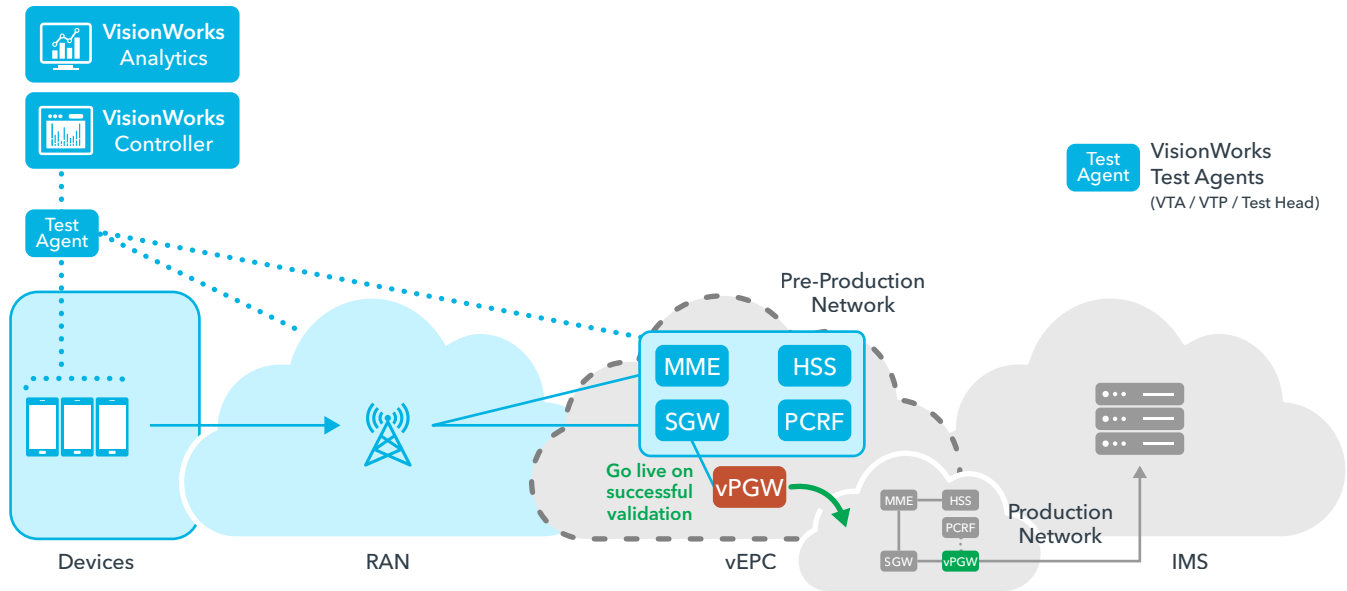 VisionWorks
Analytics
VisionWorks
Controller
Test
Agent
Test
Agent
VisionWorks
Test Agents
(VTA / VTP / Test Head)
Pre-Production
Network
MME
HSS
SGW
PCRF
Go live on
successful
validation
vPGW
MME
HSS
PCRF
SGW
vPGW
Production
Network
Devices
RAN
vEPC
IMS